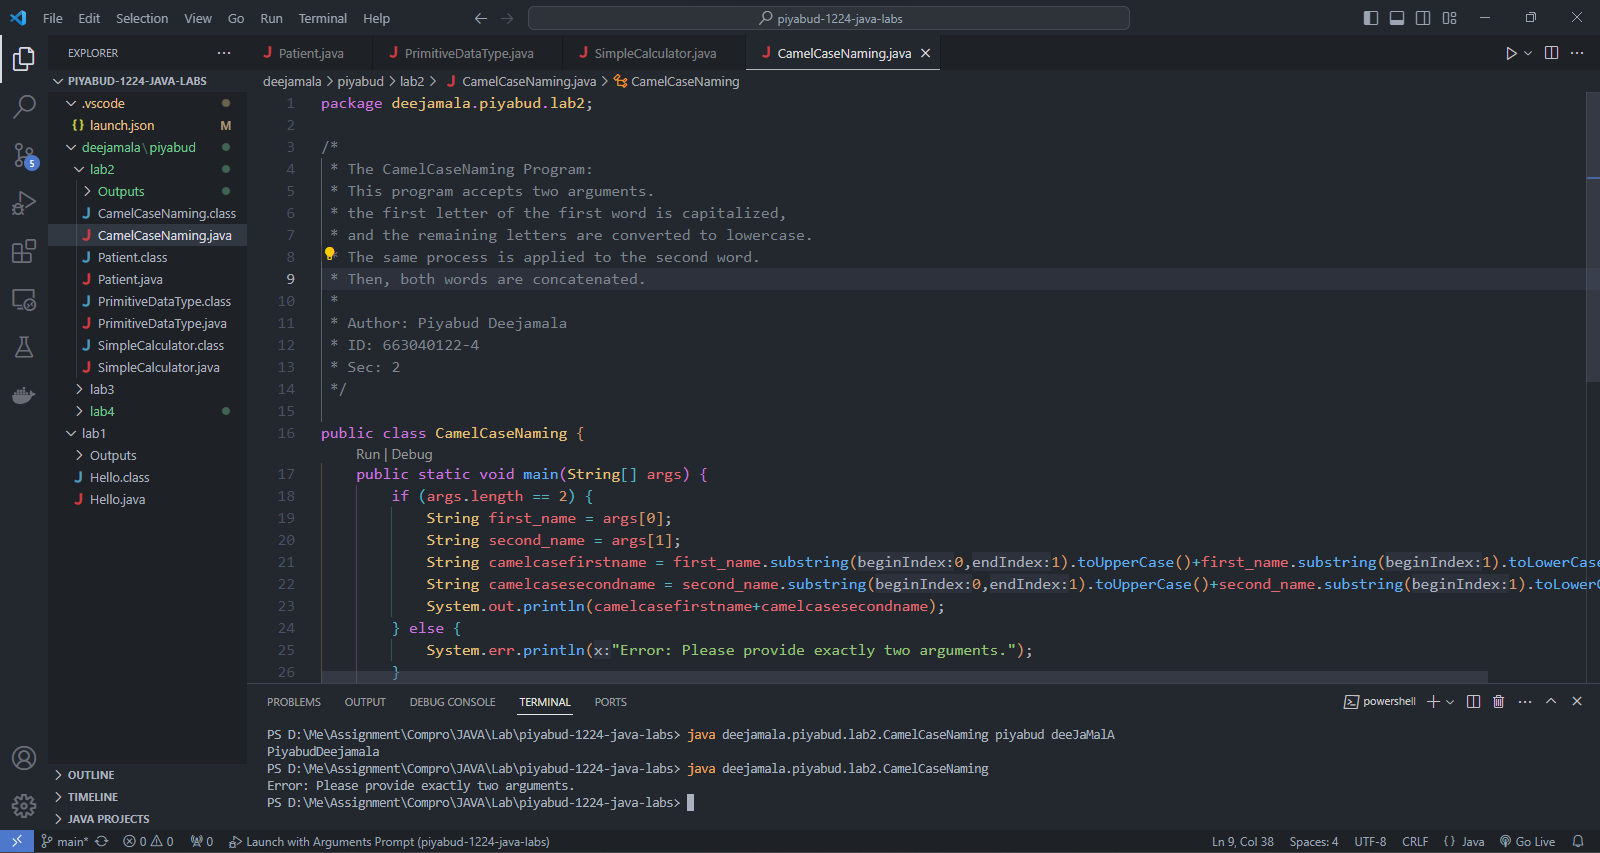 File Edit Selection View Go Run Terminal Help
piyabud-1224-java-labs
EXPLORER
PIYABUD-1224-JAVA-LABS
.vscode
launch.json M
deejamala\piyabud
lab2
Outputs
CamelCaseNaming.class
CamelCaseNaming.java
Patient.class
Patient.java
PrimitiveDataType.class
PrimitiveDataType.java
SimpleCalculator.class
SimpleCalculator.java
lab3
lab4
lab1
Outputs
Hello.class
Hello.java
OUTLINE
TIMELINE
JAVA PROJECTS
5
Patient.java PrimitiveDataType.java SimpleCalculator.java CamelCaseNaming.java
deejamala > piyabud > lab2 > CamelCaseNaming.java > CamelCaseNaming
1 package deejamala.piyabud.lab2;
2
3 /*
4 * The CamelCaseNaming Program:
5 * This program accepts two arguments.
6 * the first letter of the first word is capitalized,
7 * and the remaining letters are converted to lowercase.
8 * The same process is applied to the second word.
9 * Then, both words are concatenated.
10 *
11 * Author: Piyabud Deejamala
12 * ID: 663040122-4
13 * Sec: 2
14 */
15
16 public class CamelCaseNaming {
Run | Debug
17 public static void main(String[] args) {
18 if (args.length == 2) {
19 String first_name = args[0];
20 String second_name = args[1];
21 String camelcasefirstname = first_name.substring(beginIndex:0,endIndex:1).toUpperCase()+first_name.substring(beginIndex:1).toLowerCase
22 String camelcasesecondname = second_name.substring(beginIndex:0,endIndex:1).toUpperCase()+second_name.substring(beginIndex:1).toLowerC
23 System.out.println(camelcasefirstname+camelcasesecondname);
24 } else {
25 System.err.println(x:"Error: Please provide exactly two arguments.");
26 }
PROBLEMS OUTPUT DEBUG CONSOLE TERMINAL PORTS powershell
PS D:\Me\Assignment\Compro\JAVA\Lab\piyabud-1224-java-labs> java deejamala.piyabud.lab2.CamelCaseNaming piyabud deeJaMalA
PiyabudDeejamala
PS D:\Me\Assignment\Compro\JAVA\Lab\piyabud-1224-java-labs> java deejamala.piyabud.lab2.CamelCaseNaming
Error: Please provide exactly two arguments.
PS D:\Me\Assignment\Compro\JAVA\Lab\piyabud-1224-java-labs>
main* 0 0 0 Launch with Arguments Prompt (piyabud-1224-java-labs) Ln 9, Col 38 Spaces: 4 UTF-8 CRLF {} Java Go Live